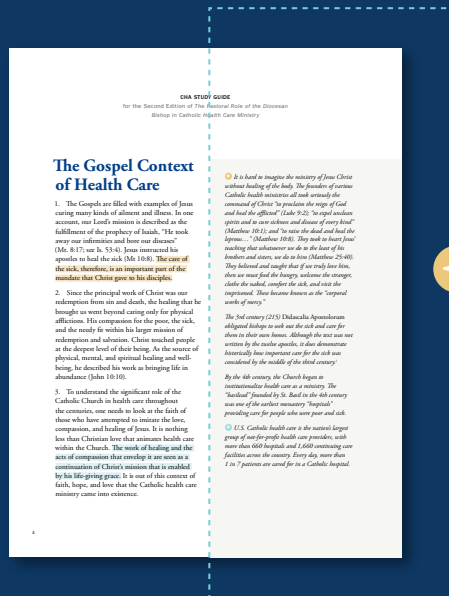 CHA STUDY GUIDE
for the Second Edition of The Pastoral Role of the Diocesan
Bishop in Catholic Health Care Ministry
The Gospel Context
of Health Care
1. The Gospels are filled with examples of Jesus
caring many kinds of ailment and illness. In one
account, our Lord's mission is described as the
fulfillment of the prophecy of Isaiah, "He took
away our infirmities and bore our diseases"
(Mt. 8:17; see Is. 53:4). Jesus instructed his
apostles to heal the sick (Mt 10:8). The care of
the sick, therefore, is an important part of the
mandate that Christ gave to his disciples.
2. Since the principal work of Christ was our
redemption from sin and death, the healing that he
brought us went beyond caring only for physical
afflictions. His compassion for the poor, the sick,
and the needy fit within his larger mission of
redemption and salvation. Christ touched people
at the deepest level of their being. As the source of
physical, mental, and spiritual healing and well-
being, he described his work as bringing life in
abundance (John 10:10).
3. To understand the significant role of the
Catholic Church in health care throughout
the centuries, one needs to look at the faith of
those who have attempted to imitate the love,
compassion, and healing of Jesus. It is nothing
less than Christian love that animates health care
within the Church. The work of healing and the
acts of compassion that envelop it are seen as a
continuation of Christ's mission that is enabled
by his life-giving grace. It is out of this context of
faith, hope, and love that the Catholic health care
ministry came into existence.
It is hard to imagine the ministry of Jesus Christ
without healing of the body. The founders of various
Catholic health ministries all took seriously the
command of Christ "to proclaim the reign of God
and heal the afflicted" (Luke 9:2); "to expel unclean
spirits and to cure sickness and disease of every kind"
(Matthew 10:1); and "to raise the dead and heal the
leprous…" (Matthew 10:8). They took to heart Jesus'
teaching that whatsoever we do to the least of his
brothers and sisters, we do to him (Matthew 25:40).
They believed and taught that if we truly love him,
then we must feed the hungry, welcome the stranger,
clothe the naked, comfort the sick, and visit the
imprisoned. These became known as the "corporal
works of mercy."
The 3rd century (215) Didascalia Apostolorum
obligated bishops to seek out the sick and care for
them in their own homes. Although the text was not
written by the twelve apostles, it does demonstrate
historically how important care for the sick was
considered by the middle of the third century.
By the 4th century, the Church began to
institutionalize health care as a ministry. The
"basilead" founded by St. Basil in the 4th century
was one of the earliest monastery "hospitals"
providing care for people who were poor and sick.
U.S. Catholic health care is the nation's largest
group of not-for-profit health care providers, with
more than 660 hospitals and 1,600 continuing care
facilities across the country. Every day, more than
1 in 7 patients are cared for in a Catholic hospital.
4